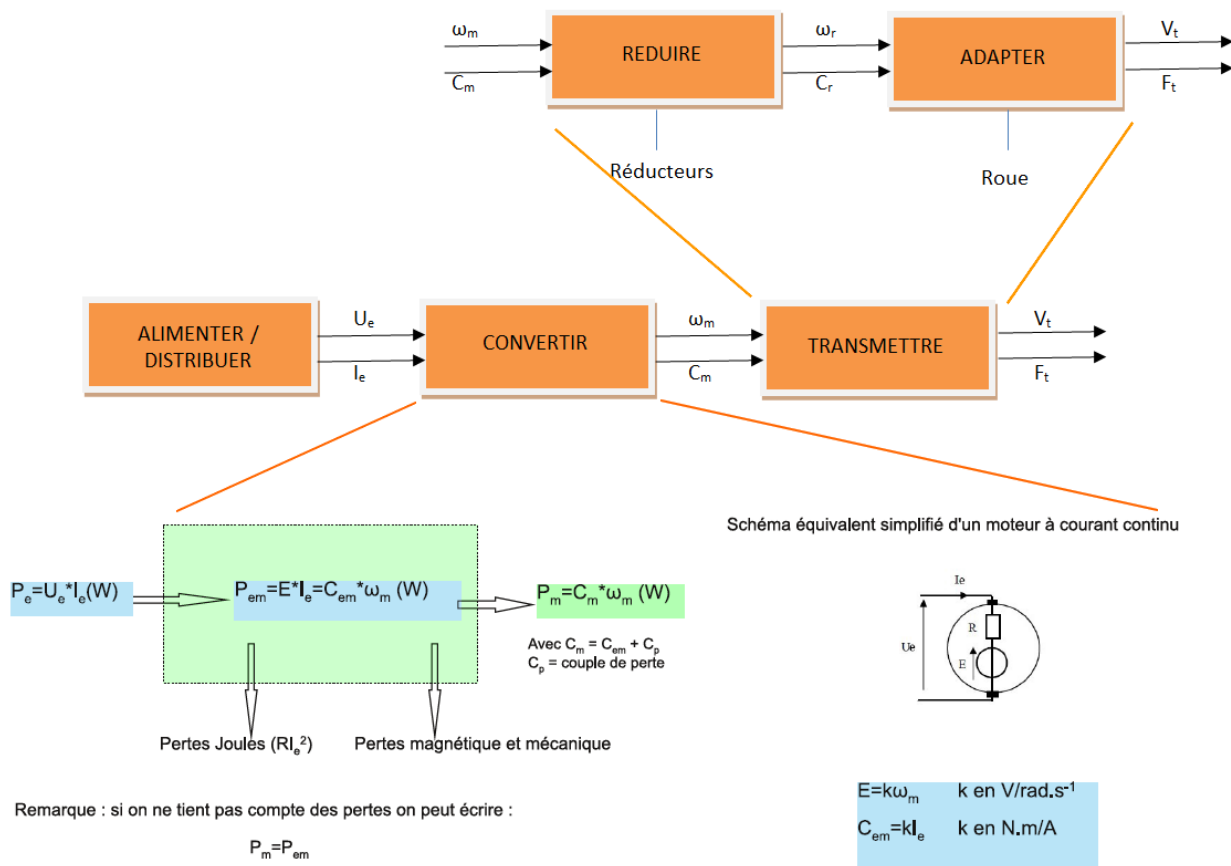 ωₘ
Cₘ
REDUIRE
ωᵣ
Cᵣ
ADAPTER
Vₜ
Fₜ
Réducteurs
Roue
ALIMENTER /
DISTRIBUER
Uₑ
Iₑ
CONVERTIR
ωₘ
Cₘ
TRANSMETTRE
Vₜ
Fₜ
Schéma équivalent simplifié d'un moteur à courant continu
Pₑ=Uₑ*Iₑ(W)
Pₑₘ=E*Iₑ=Cₑₘ*ωₘ (W)
Pₘ=Cₘ*ωₘ (W)
Avec Cₘ = Cₑₘ + Cₚ
Cₚ = couple de perte
Pertes Joules (RIₑ²)
Pertes magnétique et mécanique
Ie
Ue
R
E
Remarque : si on ne tient pas compte des pertes on peut écrire :
Pₘ=Pₑₘ
E=kωₘ k en V/rad.s⁻¹
Cₑₘ=kIₑ k en N.m/A